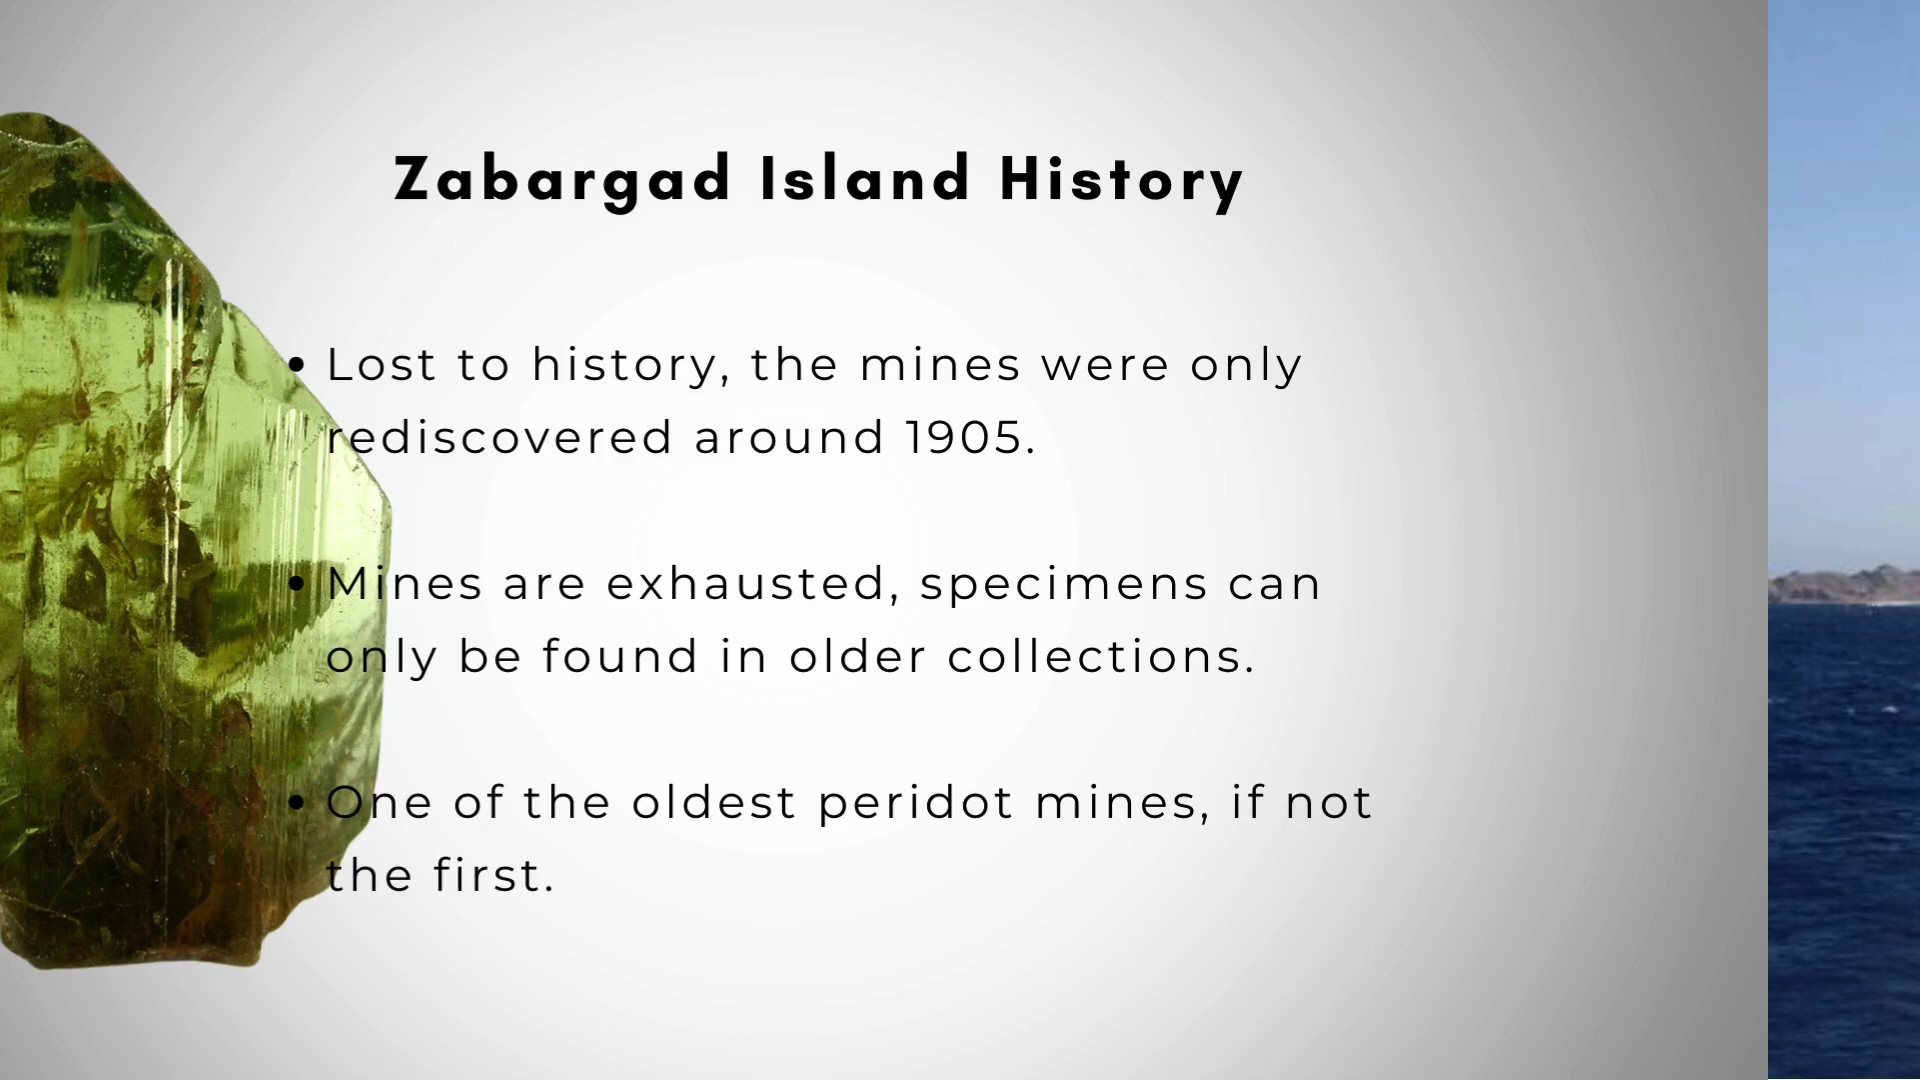 Zabargad Island History
• Lost to history, the mines were only
rediscovered around 1905.
• Mines are exhausted, specimens can
only be found in older collections.
• One of the oldest peridot mines, if not
the first.